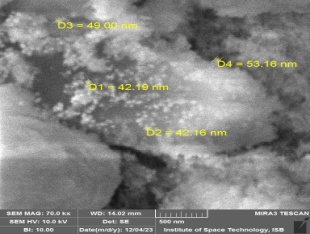 D3 = 49.00 nm
D4 = 53.16 nm
D1 = 42.19 nm
D2 = 42.16 nm
SEM MAG: 70.0 kx WD: 14.02 mm MIRA3 TESCAN
SEM HV: 10.0 kV Det: SE 500 nm
BI: 10.00 Date(m/d/y): 12/04/23 Institute of Space Technology, ISB